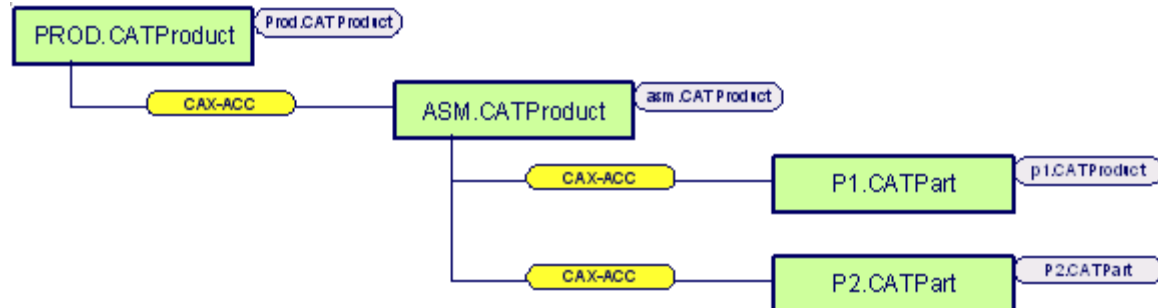 PROD.CATProduct
Prod.CATProduct
CAX-ACC
ASM.CATProduct
asm.CATProduct
CAX-ACC
P1.CATPart
p1.CATProduct
CAX-ACC
P2.CATPart
P2.CATPart